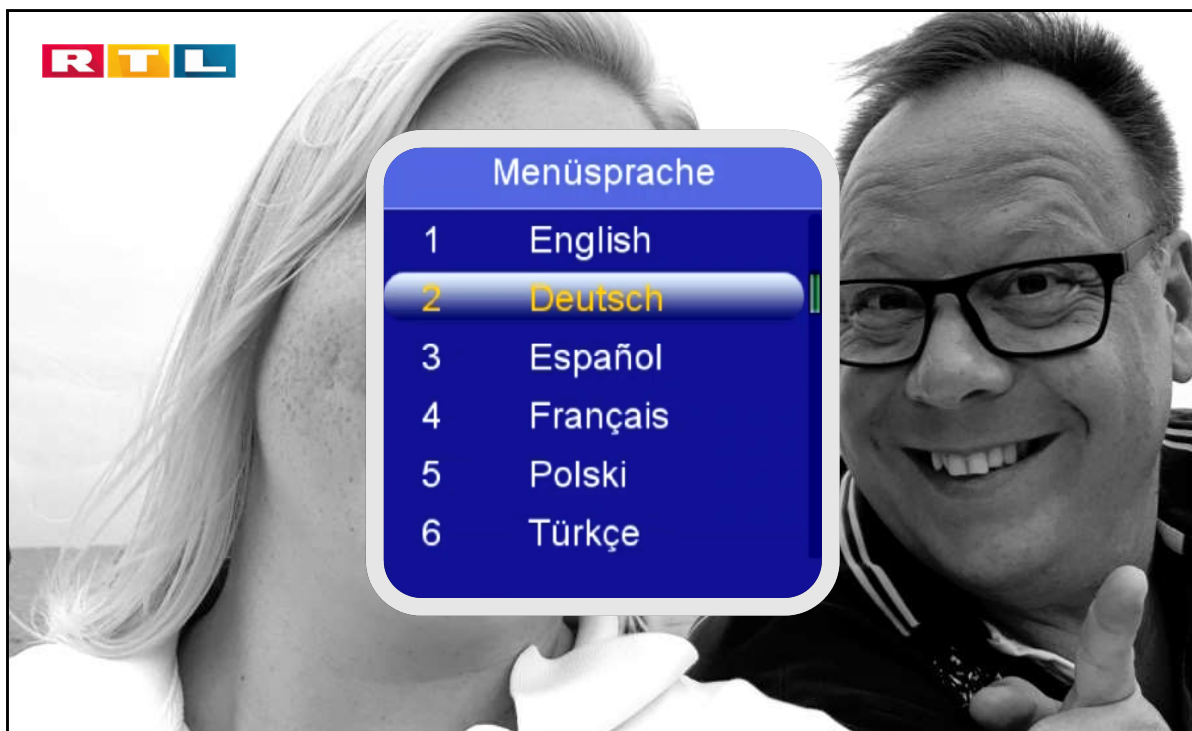 RTL
Menüsprache
1 English
2 Deutsch
3 Español
4 Français
5 Polski
6 Türkçe